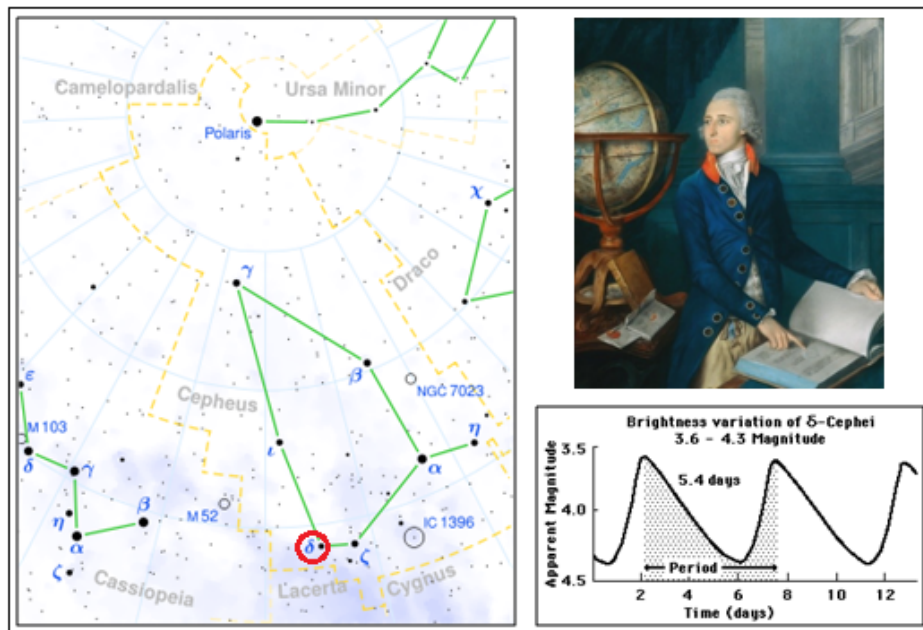 Camelopardalis
Ursa Minor
Polaris
χ
Draco
γ
β
NGC 7023
ε
Cepheus
M 103
δ
γ
ι
η
α
η
β
M 52
IC 1396
α
δ
ζ
ζ
Cassiopeia
Lacerta
Cyghus
Brightness variation of δ-Cephei
3.6 - 4.3 Magnitude
Apparent Magnitude
3.5
4.0
4.5
5.4 days
Period
2 4 6 8 10 12
Time (days)